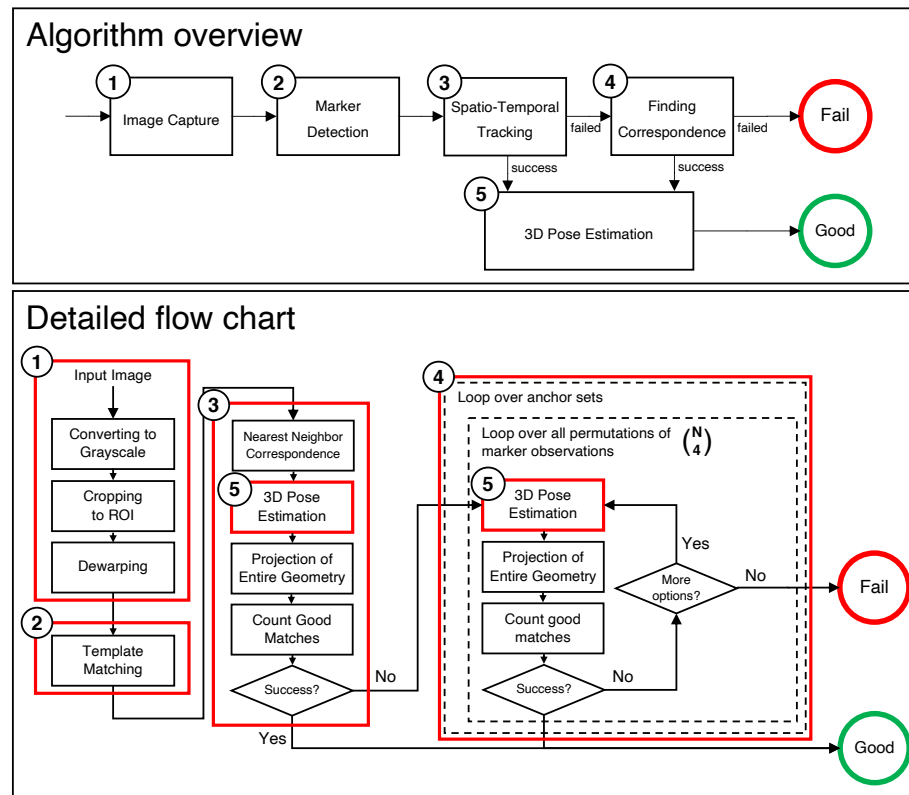 Algorithm overview
1
Image Capture
2
Marker
Detection
3
Spatio-Temporal
Tracking
failed
success
4
Finding
Correspondence
failed
success
Fail
5
3D Pose Estimation
Good
Detailed flow chart
1
Input Image
Converting to
Grayscale
Cropping
to ROI
Dewarping
2
Template
Matching
3
Nearest Neighbor
Correspondence
5
3D Pose
Estimation
Projection of
Entire Geometry
Count Good
Matches
Success?
No
Yes
4
Loop over anchor sets
Loop over all permutations of
marker observations
(N
4)
5
3D Pose
Estimation
Projection of
Entire Geometry
Count good
matches
Success?
No
More
options?
Yes
No
Fail
Good